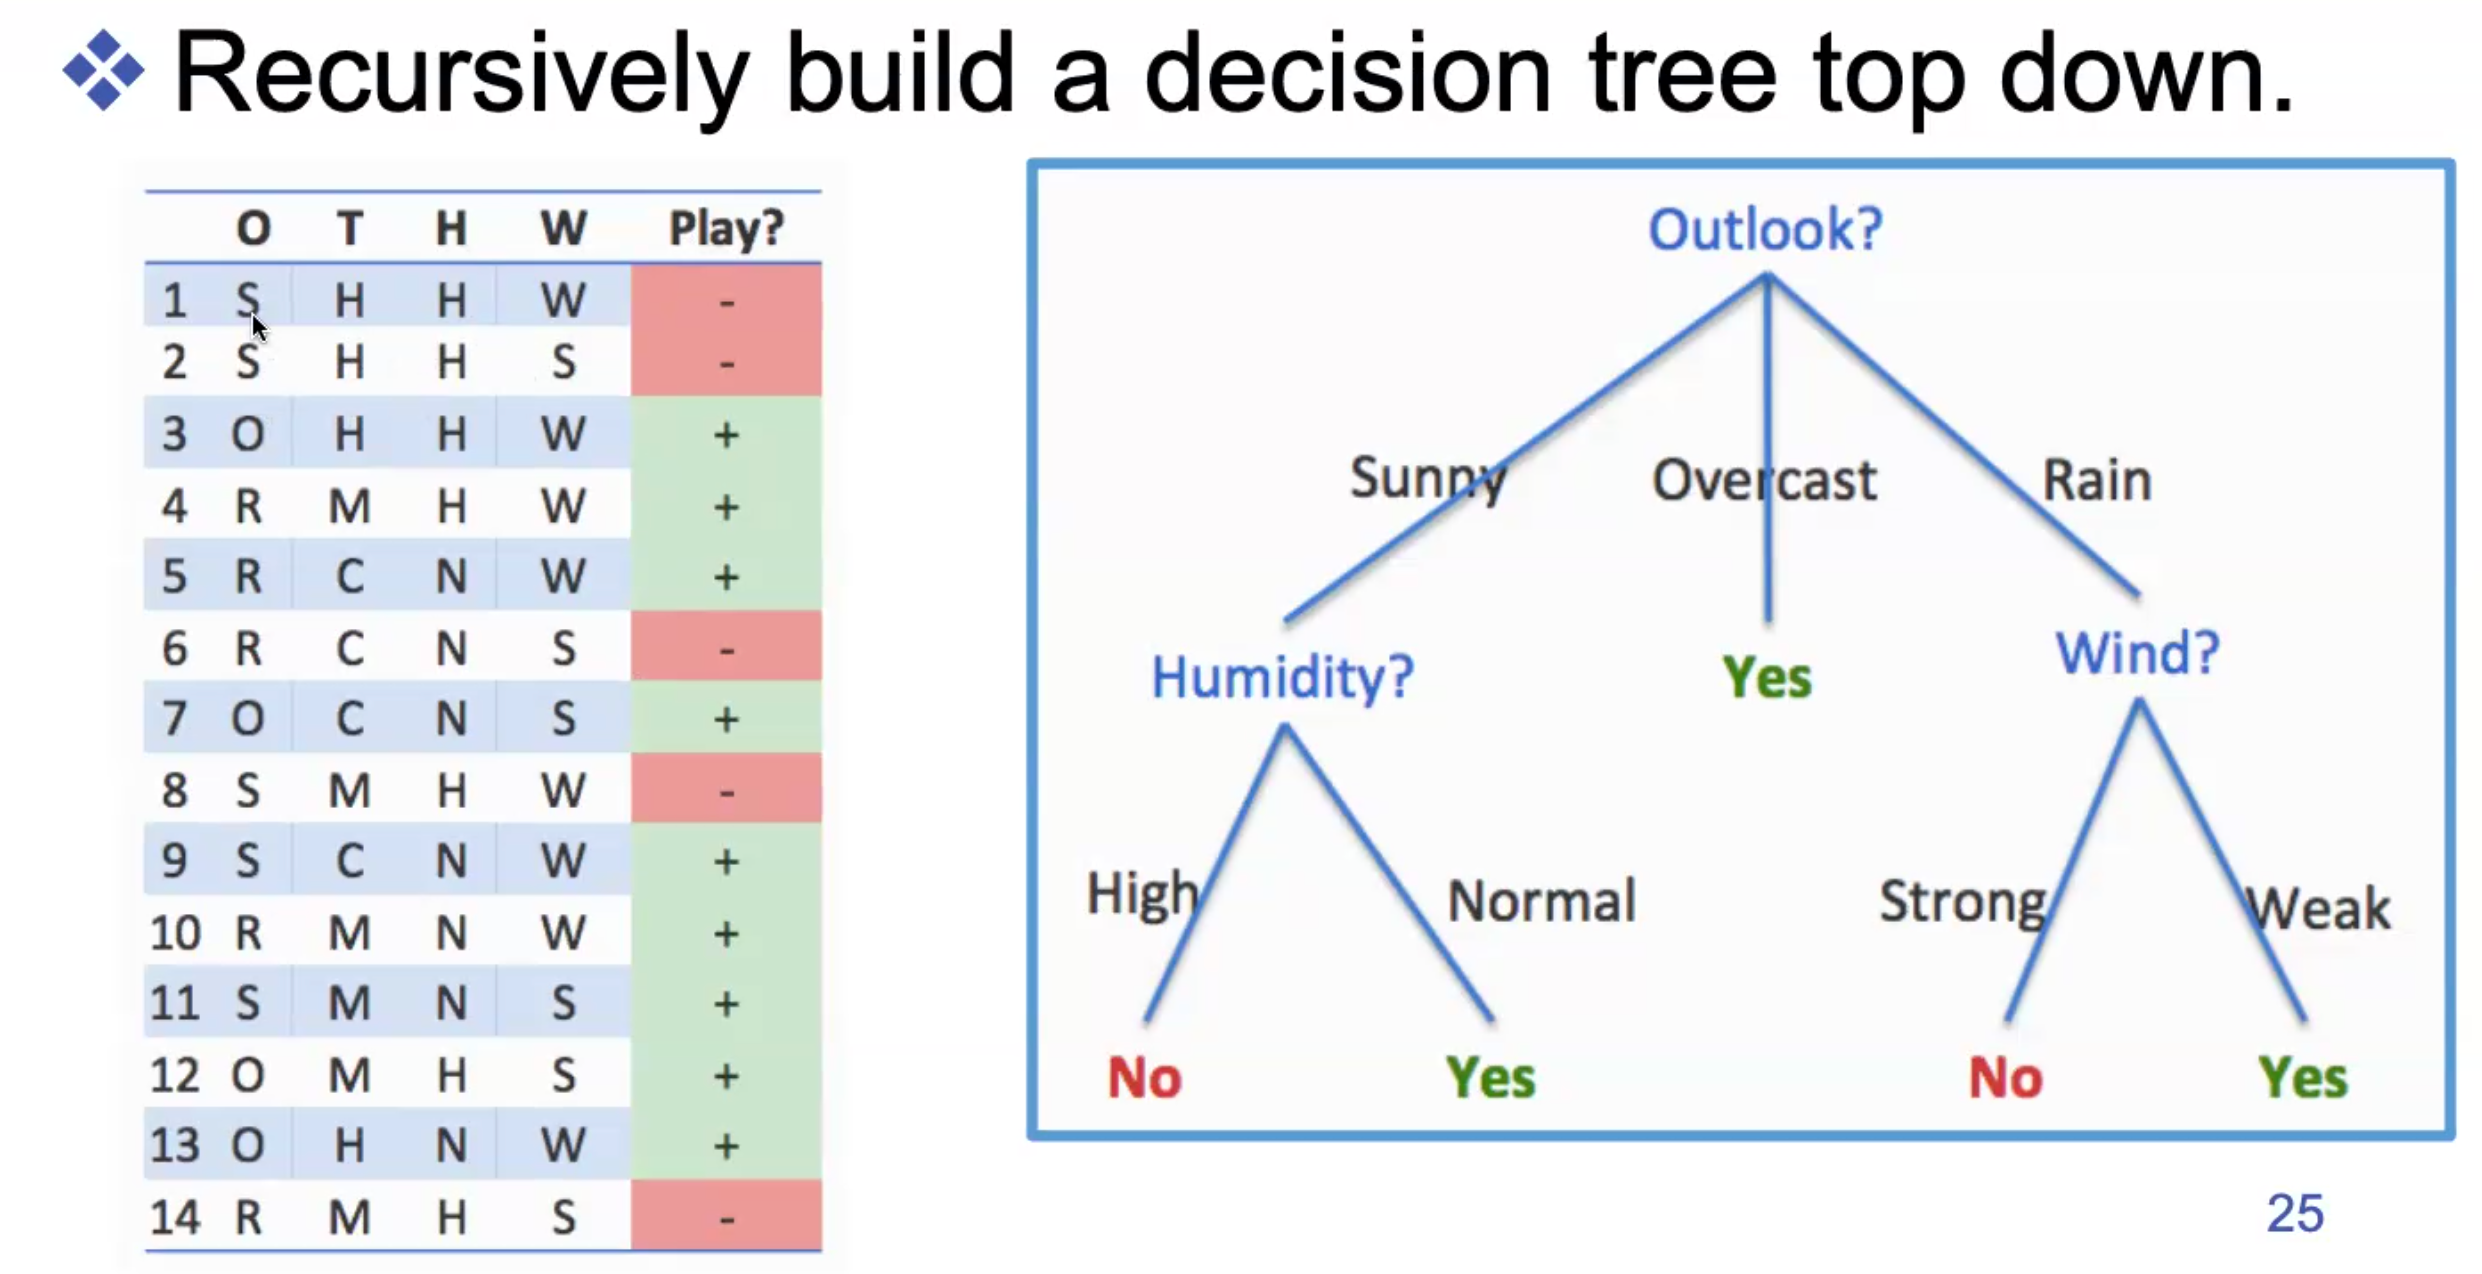 ❖ Recursively build a decision tree top down.
O T H W Play?
1 S H H W -
2 S H H S -
3 O H H W +
4 R M H W +
5 R C N W +
6 R C N S -
7 O C N S +
8 S M H W -
9 S C N W +
10 R M N W +
11 S M N S +
12 O M H S +
13 O H N W +
14 R M H S -
Outlook?
Sunny Overcast Rain
Humidity? Yes Wind?
High Normal Strong Weak
No Yes No Yes
25